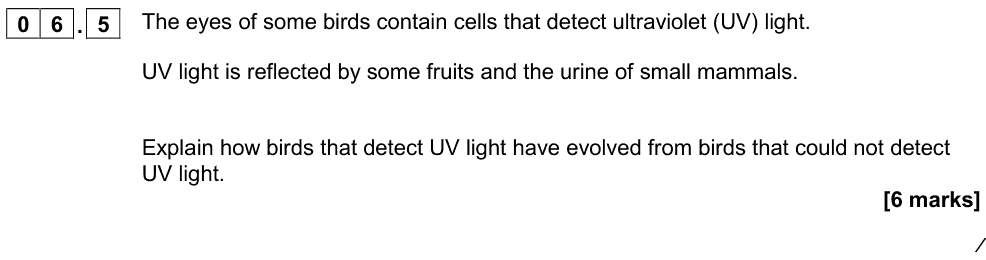 0 6 . 5 The eyes of some birds contain cells that detect ultraviolet (UV) light.
UV light is reflected by some fruits and the urine of small mammals.
Explain how birds that detect UV light have evolved from birds that could not detect
UV light.
[6 marks]
/